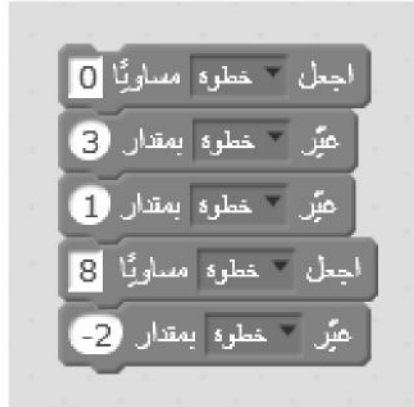 اجعل خطوة مساويًا 0
غيّر خطوة بمقدار 3
غيّر خطوة بمقدار 1
اجعل خطوة مساويًا 8
غيّر خطوة بمقدار 2-